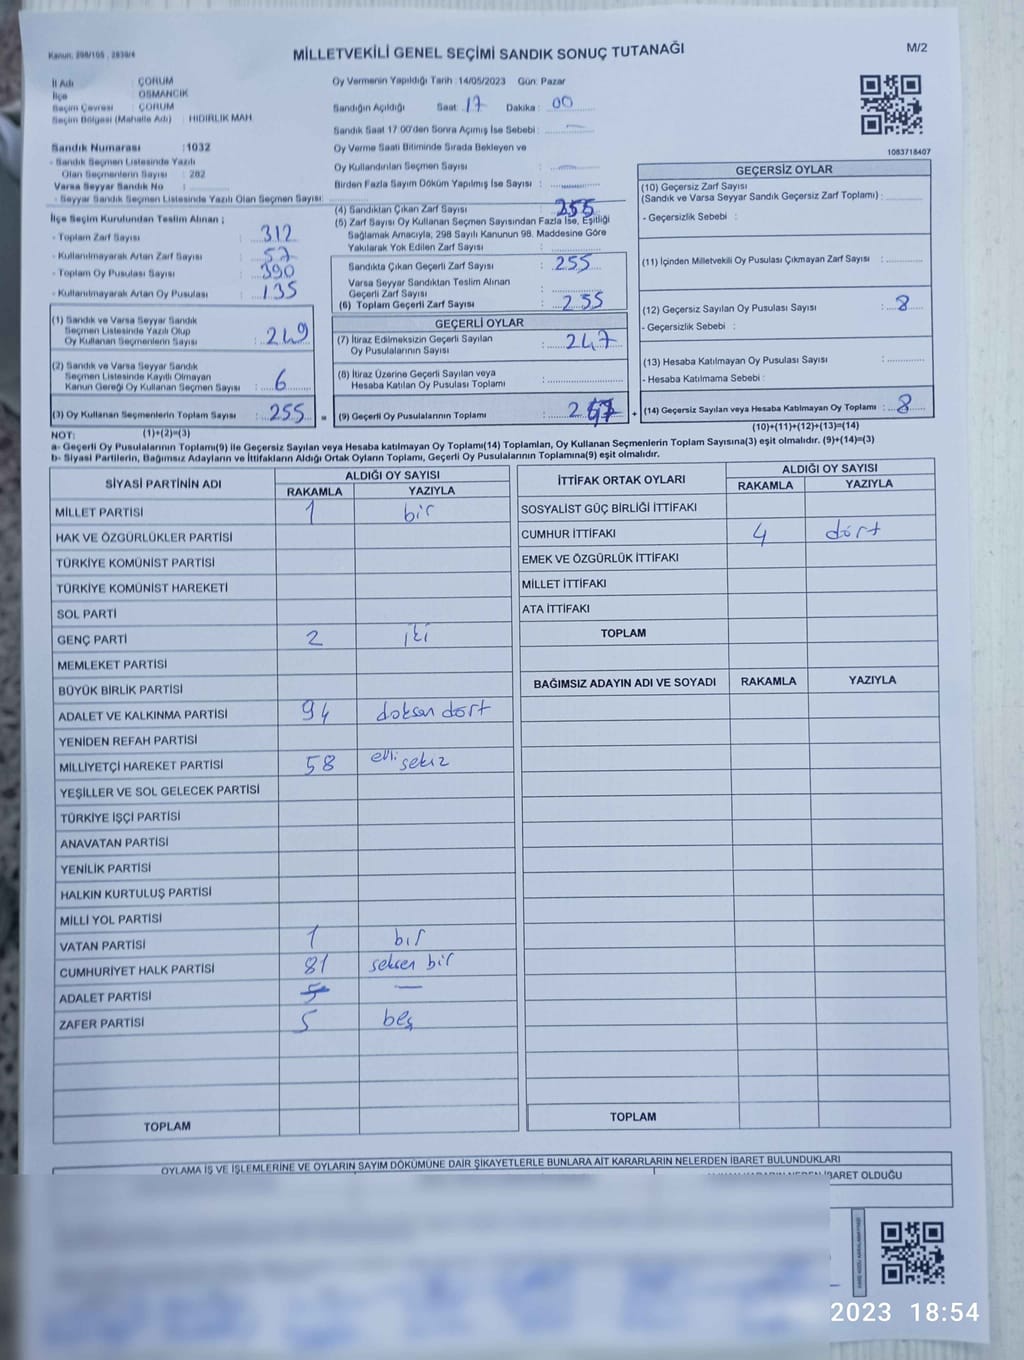 Kanun: 298/105 , 2839/4
MİLLETVEKİLİ GENEL SEÇİMİ SANDIK SONUÇ TUTANAĞI
M/2
İl Adı : ÇORUM
İlçe : OSMANCIK
Seçim Çevresi : ÇORUM
Seçim Bölgesi (Mahalle Adı) : HIDIRLIK MAH.
Sandık Numarası : 1032
- Sandık Seçmen Listesinde Yazılı
Olan Seçmenlerin Sayısı : 282
Varsa Seyyar Sandık No :
- Seyyar Sandık Seçmen Listesinde Yazılı Olan Seçmen Sayısı:
İlçe Seçim Kurulundan Teslim Alınan ;
- Toplam Zarf Sayısı : 312
- Kullanılmayarak Artan Zarf Sayısı : 57
- Toplam Oy Pusulası Sayısı : 390
- Kullanılmayarak Artan Oy Pusulası : 135
(1) Sandık ve Varsa Seyyar Sandık
Seçmen Listesinde Yazılı Olup
Oy Kullanan Seçmenlerin Sayısı : 249
(2) Sandık ve Varsa Seyyar Sandık
Seçmen Listesinde Kayıtlı Olmayan
Kanun Gereği Oy Kullanan Seçmen Sayısı : 6
(3) Oy Kullanan Seçmenlerin Toplam Sayısı : 255
Oy Vermenin Yapıldığı Tarih :14/05/2023 Gün: Pazar
Sandığın Açıldığı Saat : 17 Dakika : 00
Sandık Saat 17:00'den Sonra Açımış İse Sebebi : —
Oy Verme Saati Bitiminde Sırada Bekleyen ve
Oy Kullandırılan Seçmen Sayısı : —
Birden Fazla Sayım Döküm Yapılmış İse Sayısı :
(4) Sandıktan Çıkan Zarf Sayısı : 255
(5) Zarf Sayısı Oy Kullanan Seçmen Sayısından Fazla İse, Eşitliği
Sağlamak Amacıyla, 298 Sayılı Kanunun 98. Maddesine Göre
Yakılarak Yok Edilen Zarf Sayısı :
Sandıkta Çıkan Geçerli Zarf Sayısı : 255
Varsa Seyyar Sandıktan Teslim Alınan
Geçerli Zarf Sayısı :
(6) Toplam Geçerli Zarf Sayısı : 255
GEÇERLİ OYLAR
(7) İtiraz Edilmeksizin Geçerli Sayılan
Oy Pusulalarının Sayısı : 247
(8) İtiraz Üzerine Geçerli Sayılan veya
Hesaba Katılan Oy Pusulası Toplamı :
= (9) Geçerli Oy Pusulalarının Toplamı : 247
1083718407
GEÇERSİZ OYLAR
(10) Geçersiz Zarf Sayısı
(Sandık ve Varsa Seyyar Sandık Geçersiz Zarf Toplamı) :
- Geçersizlik Sebebi :
(11) İçinden Milletvekili Oy Pusulası Çıkmayan Zarf Sayısı :
(12) Geçersiz Sayılan Oy Pusulası Sayısı : 8
- Geçersizlik Sebebi :
(13) Hesaba Katılmayan Oy Pusulası Sayısı :
- Hesaba Katılmama Sebebi :
+ (14) Geçersiz Sayılan veya Hesaba Katılmayan Oy Toplamı : 8
NOT: (1)+(2)=(3) (10)+(11)+(12)+(13)=(14)
a- Geçerli Oy Pusulalarının Toplamı(9) ile Geçersiz Sayılan veya Hesaba katılmayan Oy Toplamı(14) Toplamları, Oy Kullanan Seçmenlerin Toplam Sayısına(3) eşit olmalıdır. (9)+(14)=(3)
b- Siyasi Partilerin, Bağımsız Adayların ve İttifakların Aldığı Ortak Oyların Toplamı, Geçerli Oy Pusulalarının Toplamına(9) eşit olmalıdır.
SİYASİ PARTİNİN ADI ALDIĞI OY SAYISI
RAKAMLA YAZIYLA
MİLLET PARTİSİ 1 bir
HAK VE ÖZGÜRLÜKLER PARTİSİ
TÜRKİYE KOMÜNİST PARTİSİ
TÜRKİYE KOMÜNİST HAREKETİ
SOL PARTİ
GENÇ PARTİ 2 iki
MEMLEKET PARTİSİ
BÜYÜK BİRLİK PARTİSİ
ADALET VE KALKINMA PARTİSİ 94 doksan dört
YENİDEN REFAH PARTİSİ
MİLLİYETÇİ HAREKET PARTİSİ 58 elli sekiz
YEŞİLLER VE SOL GELECEK PARTİSİ
TÜRKİYE İŞÇİ PARTİSİ
ANAVATAN PARTİSİ
YENİLİK PARTİSİ
HALKIN KURTULUŞ PARTİSİ
MİLLİ YOL PARTİSİ
VATAN PARTİSİ 1 bir
CUMHURİYET HALK PARTİSİ 81 seksen bir
ADALET PARTİSİ 5 —
ZAFER PARTİSİ 5 beş
TOPLAM
İTTİFAK ORTAK OYLARI ALDIĞI OY SAYISI
RAKAMLA YAZIYLA
SOSYALİST GÜÇ BİRLİĞİ İTTİFAKI
CUMHUR İTTİFAKI 4 dört
EMEK VE ÖZGÜRLÜK İTTİFAKI
MİLLET İTTİFAKI
ATA İTTİFAKI
TOPLAM
BAĞIMSIZ ADAYIN ADI VE SOYADI RAKAMLA YAZIYLA
TOPLAM
OYLAMA İŞ VE İŞLEMLERİNE VE OYLARIN SAYIM DÖKÜMÜNE DAİR ŞİKAYETLERLE BUNLARA AİT KARARLARIN NELERDEN İBARET BULUNDUKLARI
İBARET OLDUĞU
2023 18:54